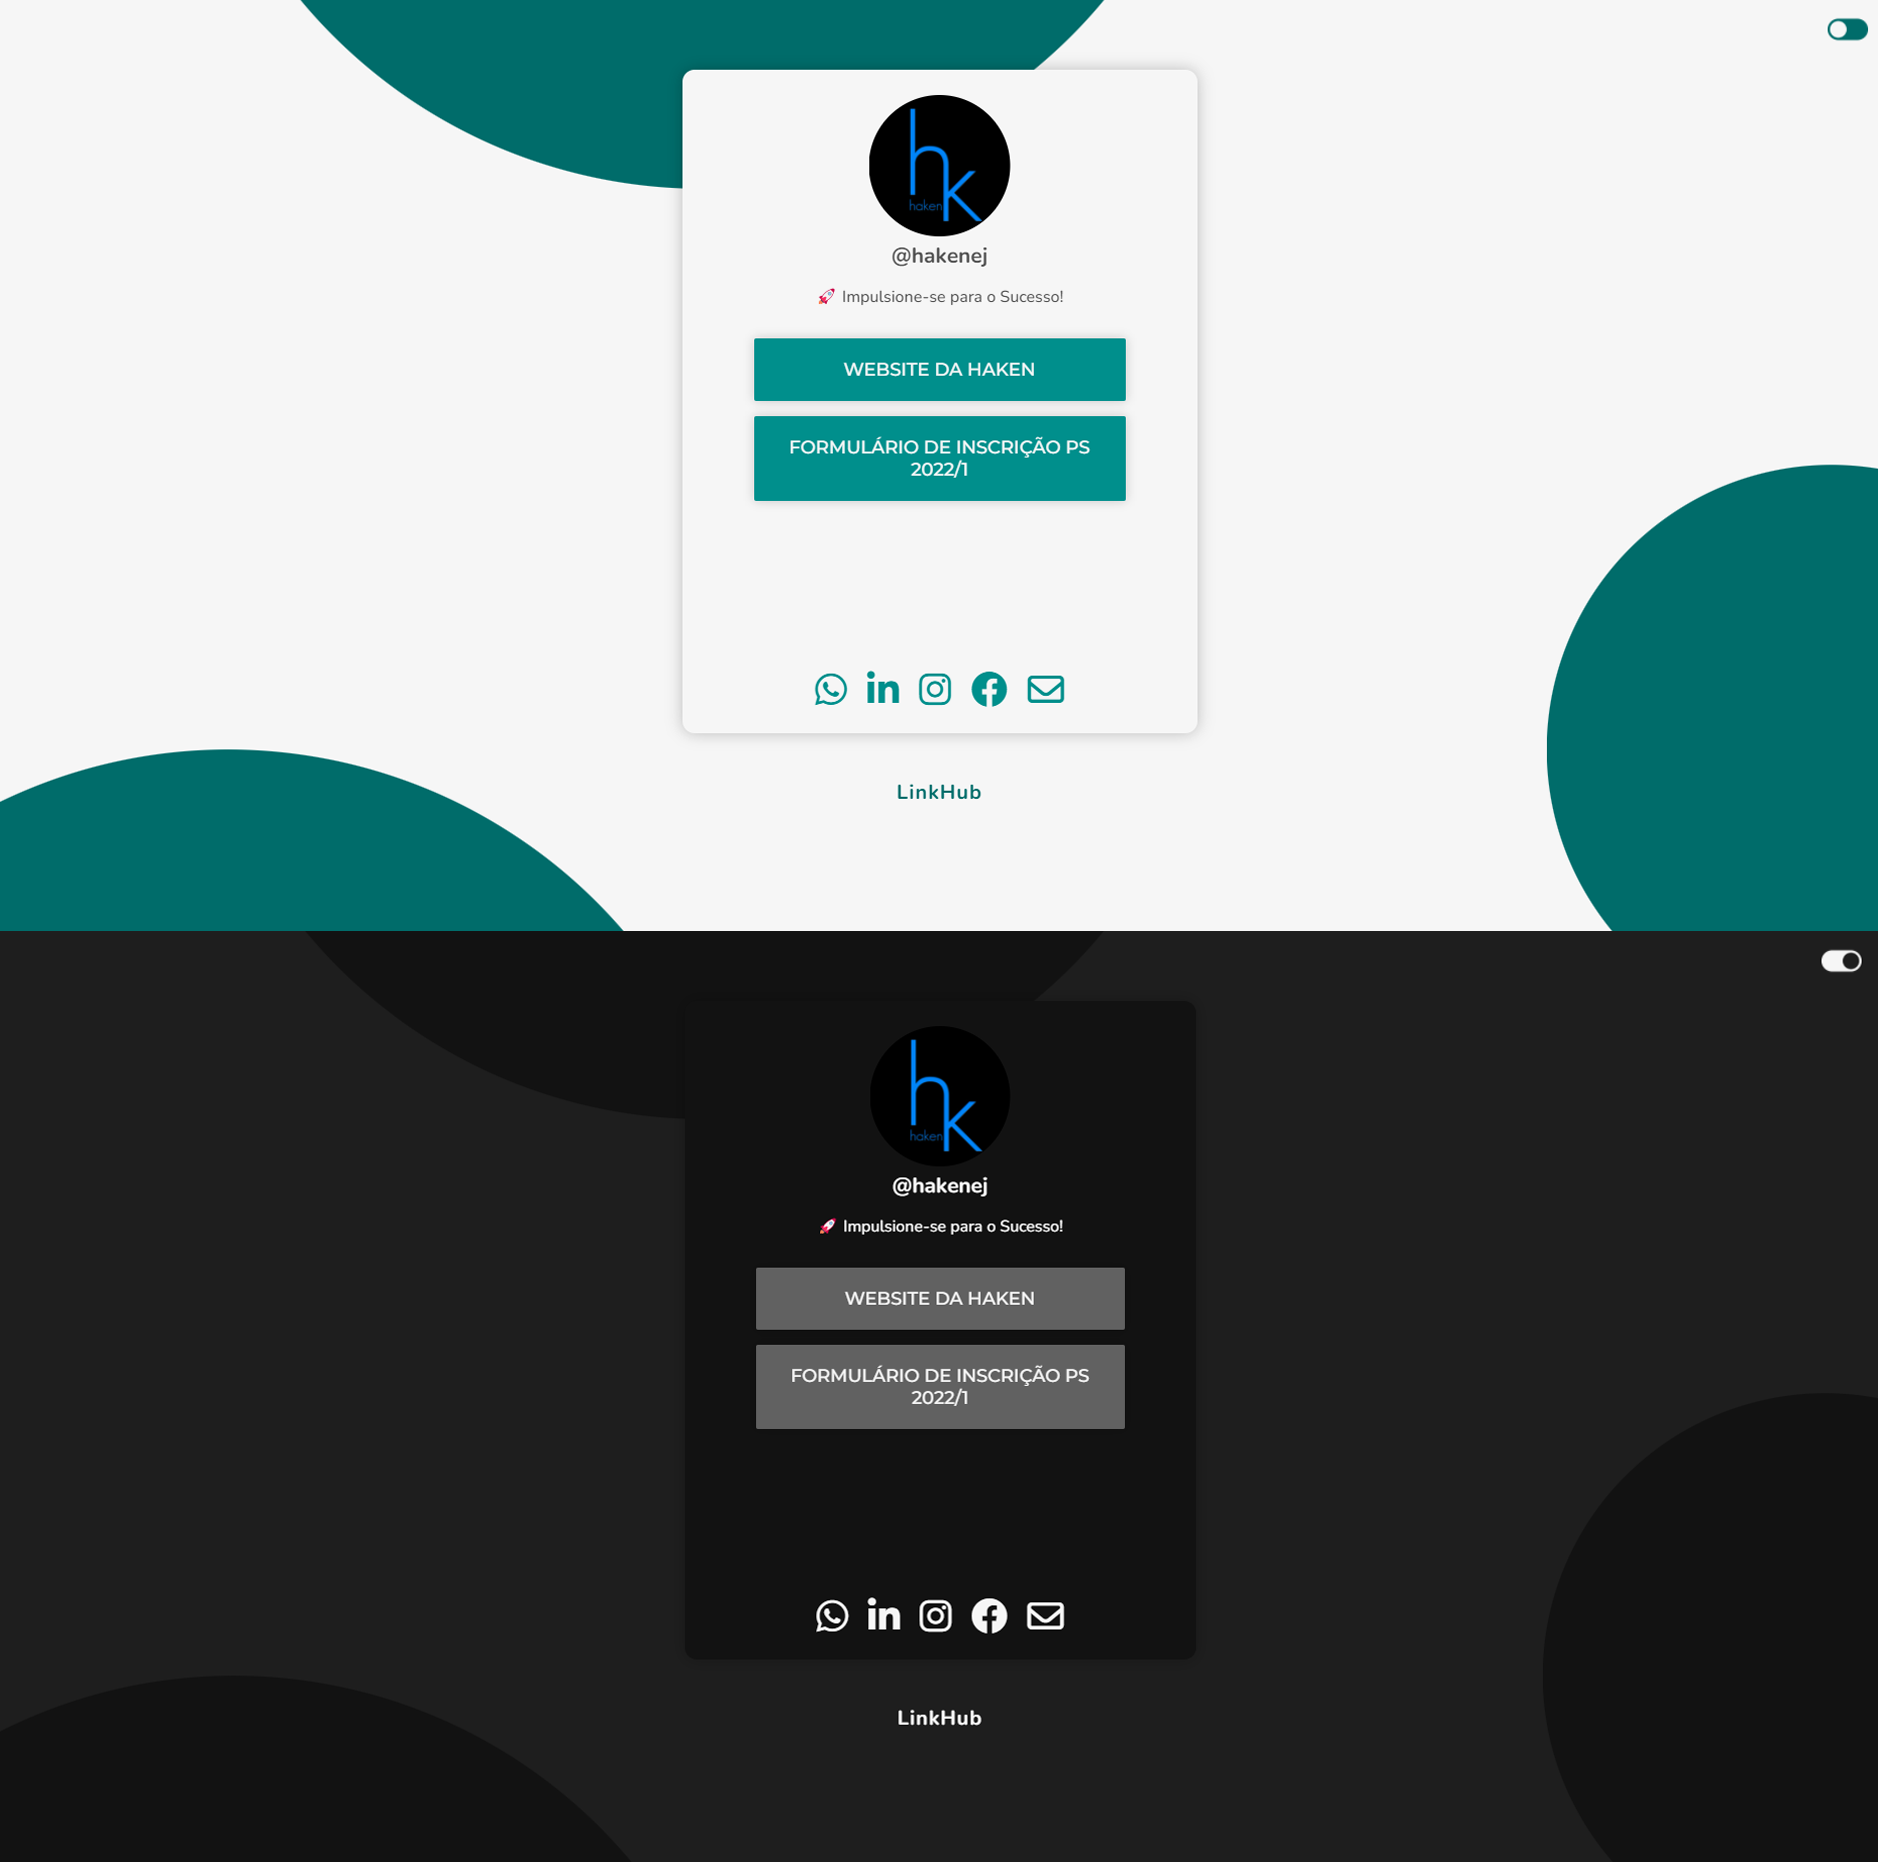 hk
haken
@hakenej
🚀 Impulsione-se para o Sucesso!
WEBSITE DA HAKEN
FORMULÁRIO DE INSCRIÇÃO PS
2022/1
LinkHub
hk
haken
@hakenej
🚀 Impulsione-se para o Sucesso!
WEBSITE DA HAKEN
FORMULÁRIO DE INSCRIÇÃO PS
2022/1
LinkHub